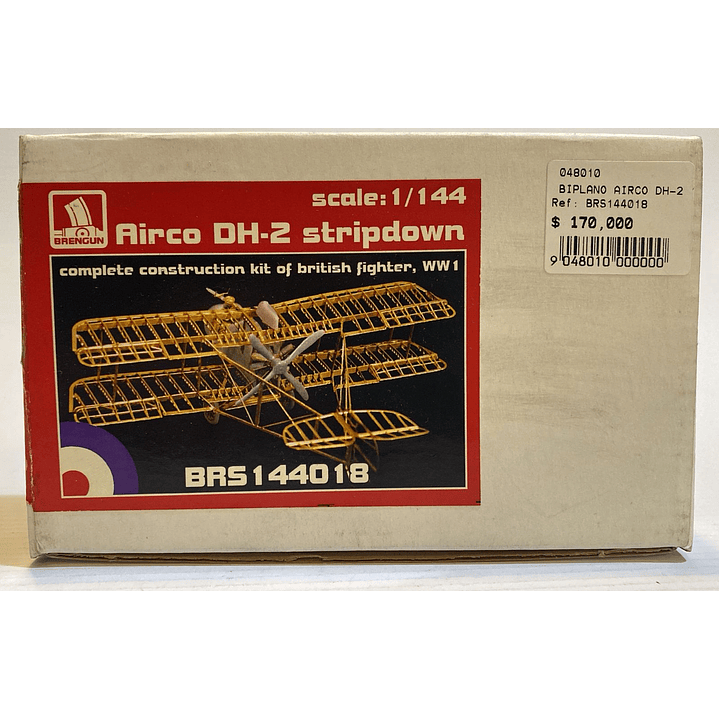 scale:1/144
BRENGUN
Airco DH-2 stripdown
complete construction kit of british fighter, WW1
BRS144018
048010
BIPLANO AIRCO DH-2
Ref: BRS144018
$ 170,000
9 048010 000000